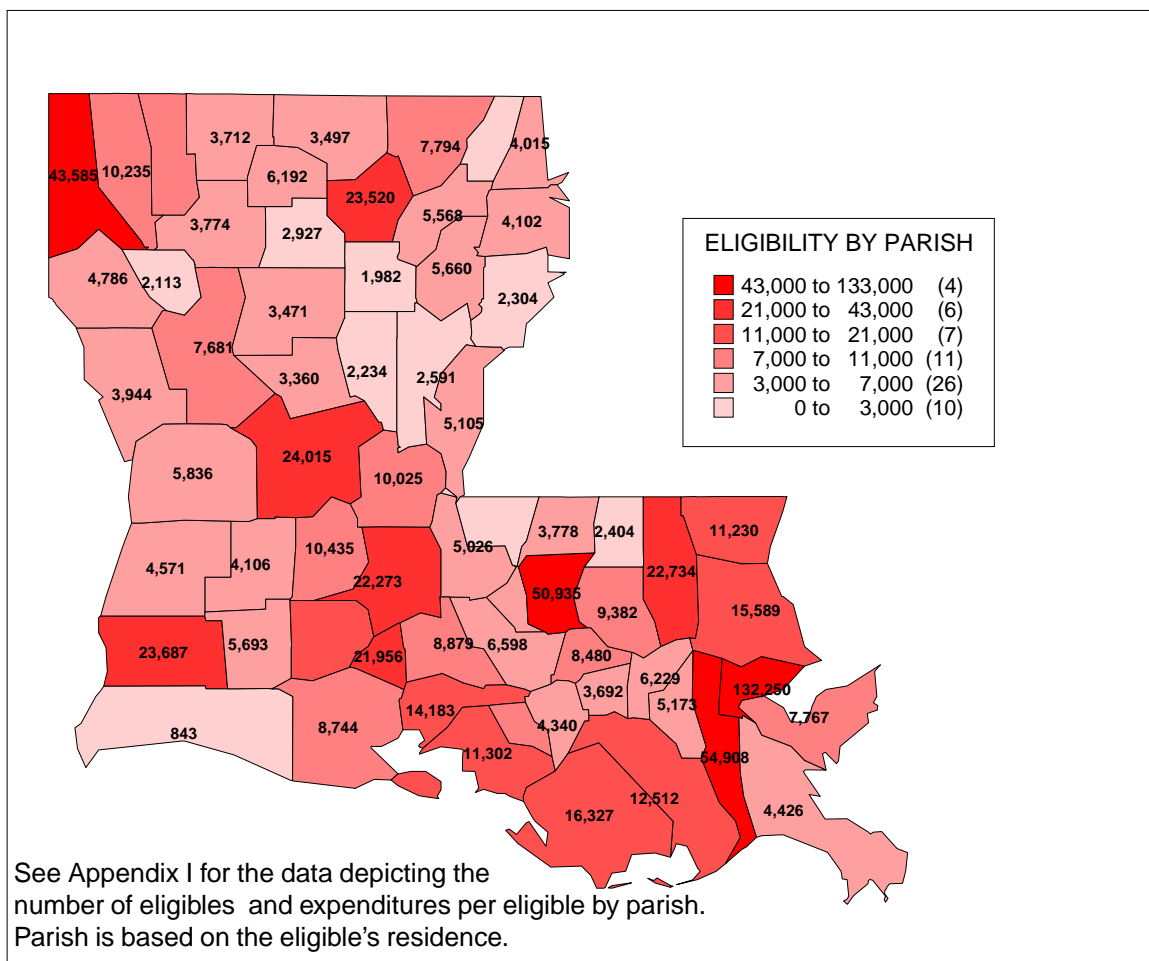 3,712 3,497 7,794 4,015
43,585 10,235 6,192
23,520
3,774 5,568 4,102
2,927
4,786 2,113 1,982 5,660
2,304
3,471
7,681
3,944 3,360 2,234 2,591
5,105
5,836 24,015 10,025
4,571 4,106 10,435 22,273 5,026 3,778 2,404 11,230
50,935 22,734
9,382 15,589
23,687 5,693 21,956 8,879 6,598 8,480
3,692 6,229 132,250
843 8,744 14,183 4,340 5,173 7,767
11,302 54,908
16,327 12,512 4,426
ELIGIBILITY BY PARISH
43,000 to 133,000 (4)
21,000 to 43,000 (6)
11,000 to 21,000 (7)
7,000 to 11,000 (11)
3,000 to 7,000 (26)
0 to 3,000 (10)
See Appendix I for the data depicting the
number of eligibles and expenditures per eligible by parish.
Parish is based on the eligible's residence.